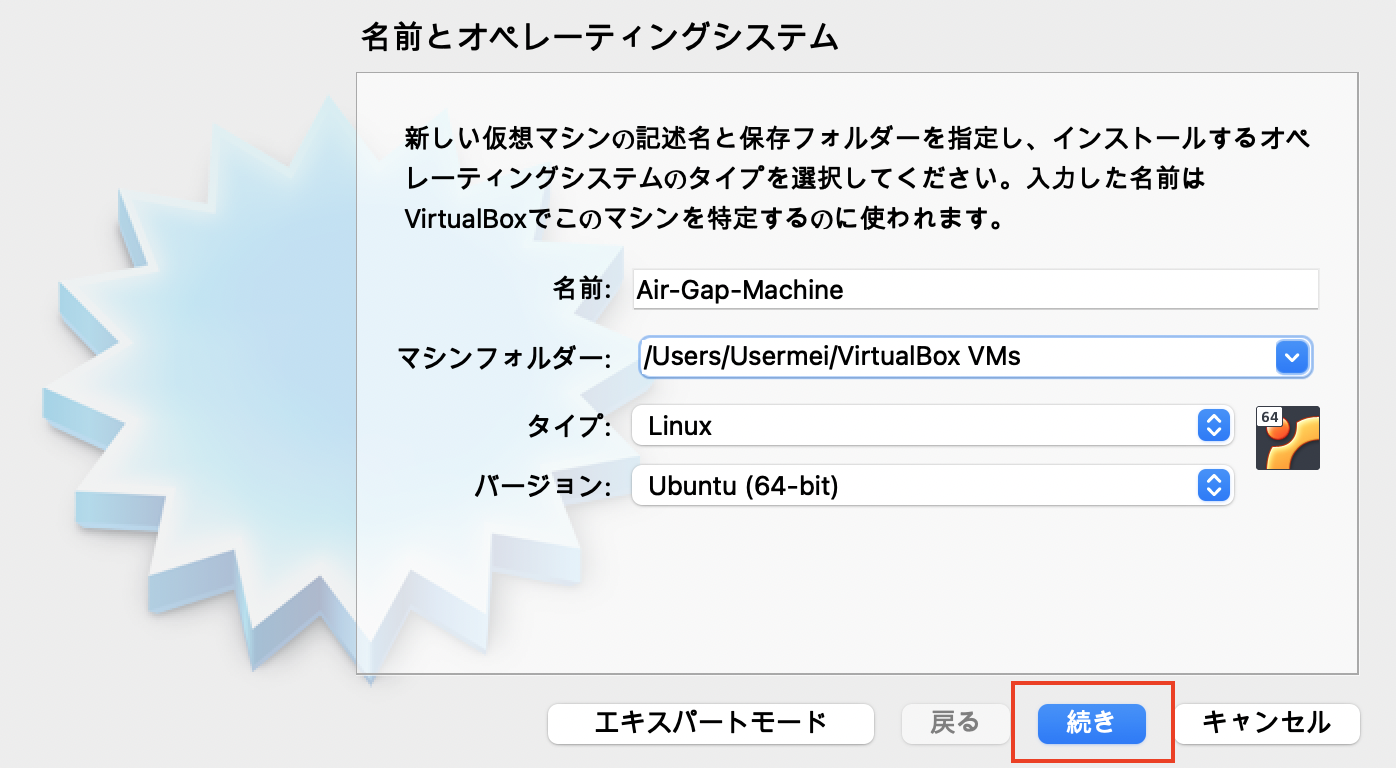 名前とオペレーティングシステム
新しい仮想マシンの記述名と保存フォルダーを指定し、インストールするオペ
レーティングシステムのタイプを選択してください。入力した名前は
VirtualBoxでこのマシンを特定するのに使われます。
名前: Air-Gap-Machine
マシンフォルダー: /Users/Usermei/VirtualBox VMs
タイプ: Linux
64
バージョン: Ubuntu (64-bit)
エキスパートモード 戻る 続き キャンセル